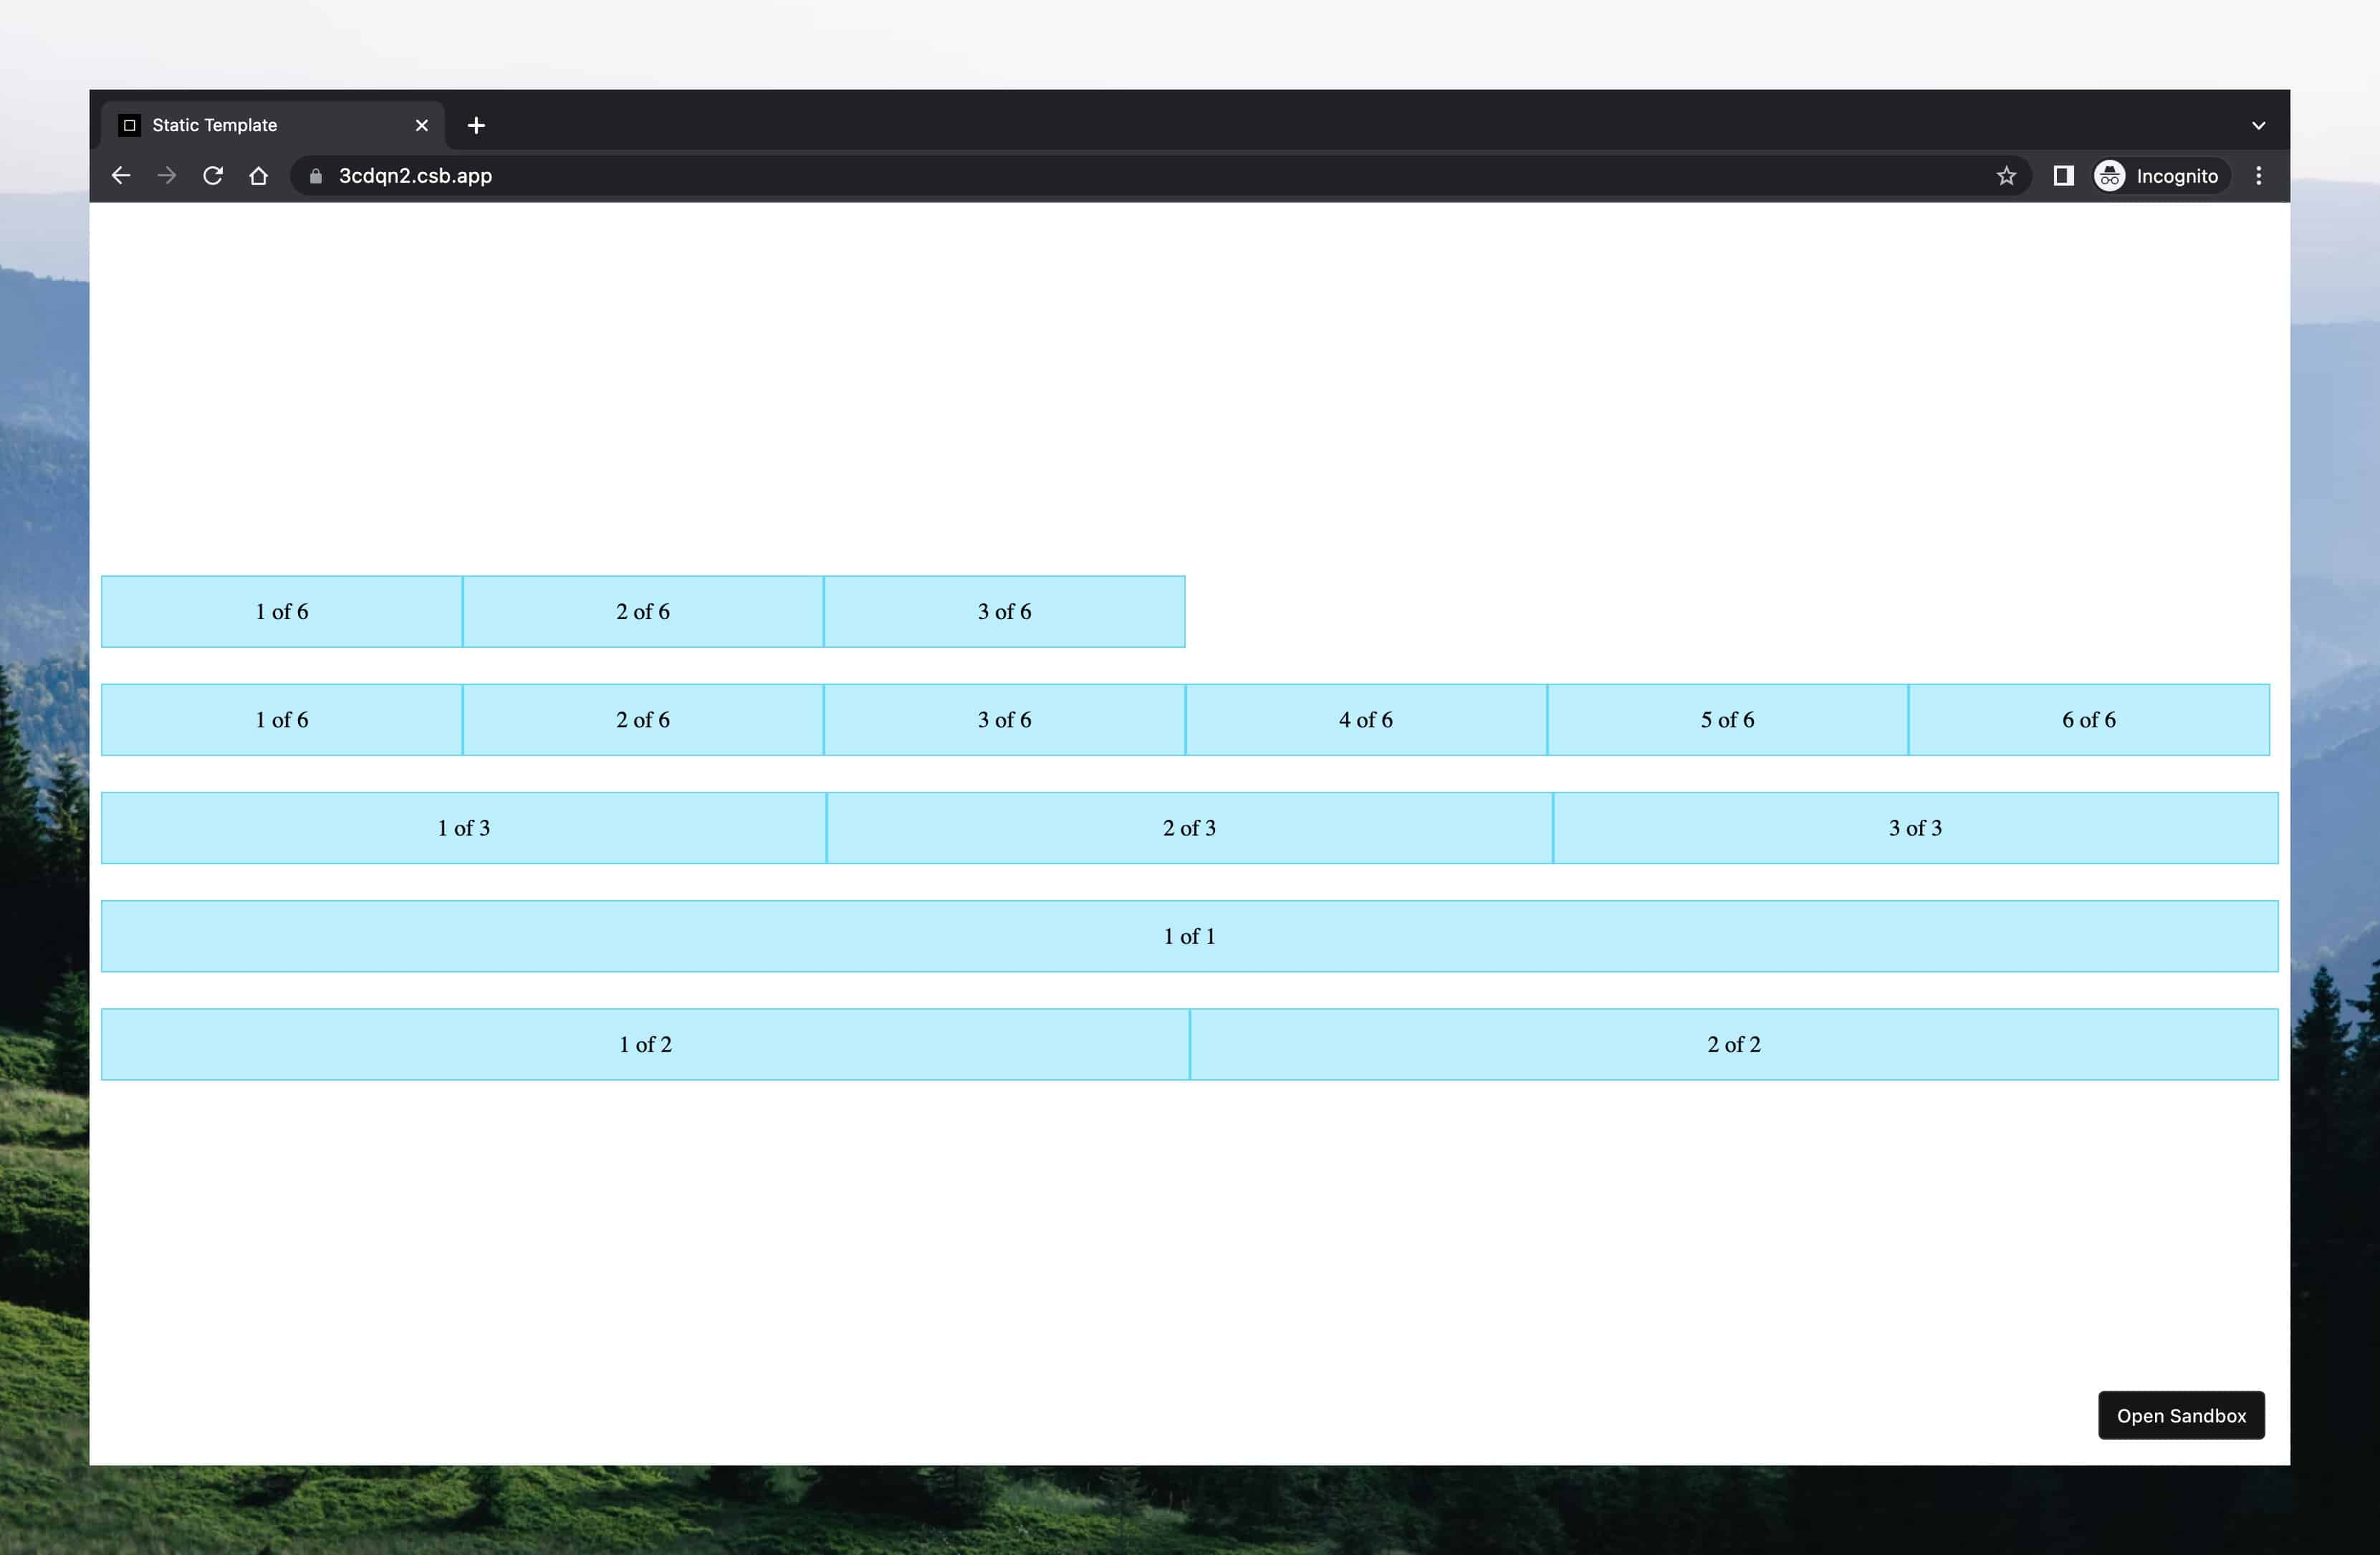 Static Template
3cdqn2.csb.app
Incognito
1 of 6 2 of 6 3 of 6
1 of 6 2 of 6 3 of 6 4 of 6 5 of 6 6 of 6
1 of 3 2 of 3 3 of 3
1 of 1
1 of 2 2 of 2
Open Sandbox